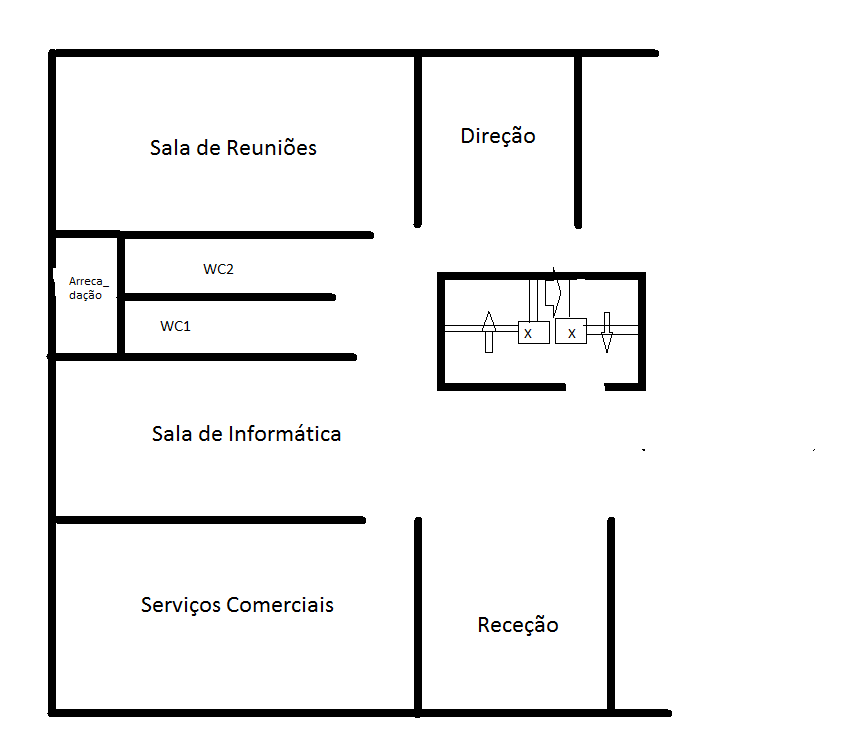 Sala de Reuniões
Direção
WC2
Arreca_
dação
WC1
X
X
Sala de Informática
Serviços Comerciais
Receção